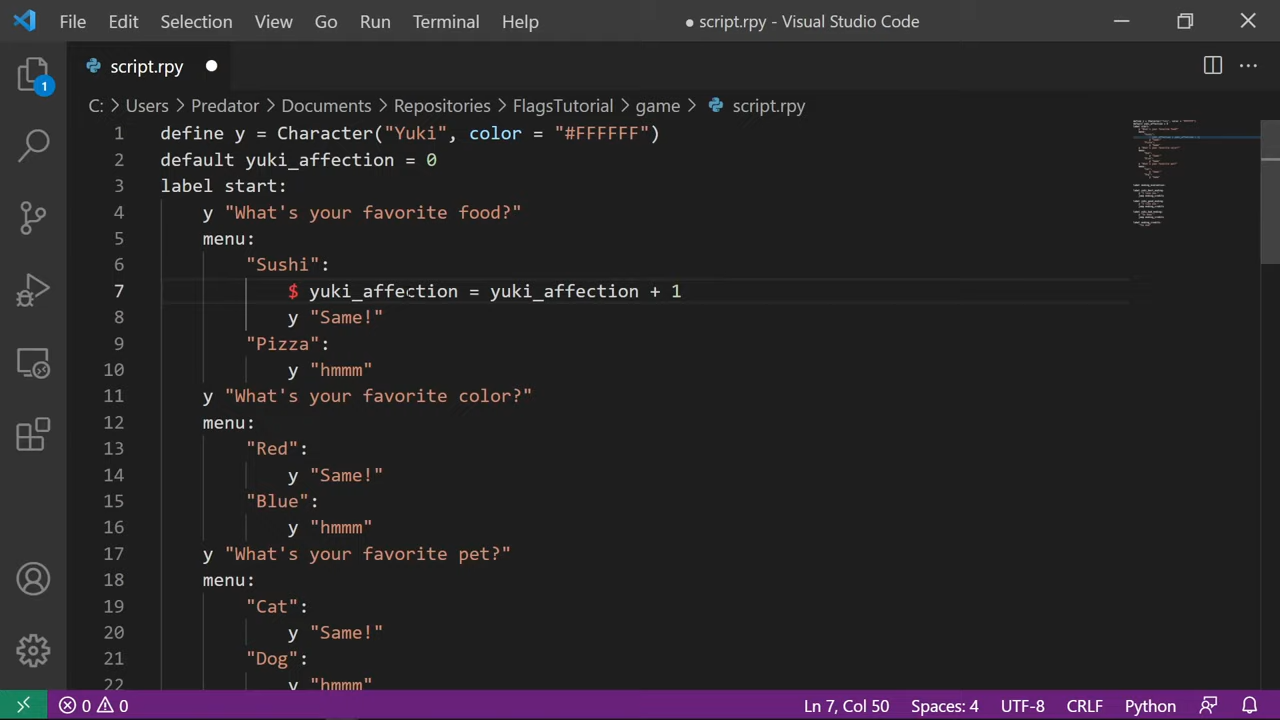 File Edit Selection View Go Run Terminal Help ● script.rpy - Visual Studio Code
script.rpy
C: > Users > Predator > Documents > Repositories > FlagsTutorial > game > script.rpy
1 define y = Character("Yuki", color = "#FFFFFF")
2 default yuki_affection = 0
3 label start:
4 y "What's your favorite food?"
5 menu:
6 "Sushi":
7 $ yuki_affection = yuki_affection + 1
8 y "Same!"
9 "Pizza":
10 y "hmmm"
11 y "What's your favorite color?"
12 menu:
13 "Red":
14 y "Same!"
15 "Blue":
16 y "hmmm"
17 y "What's your favorite pet?"
18 menu:
19 "Cat":
20 y "Same!"
21 "Dog":
22 y "hmmm"
1
0 0 Ln 7, Col 50 Spaces: 4 UTF-8 CRLF Python